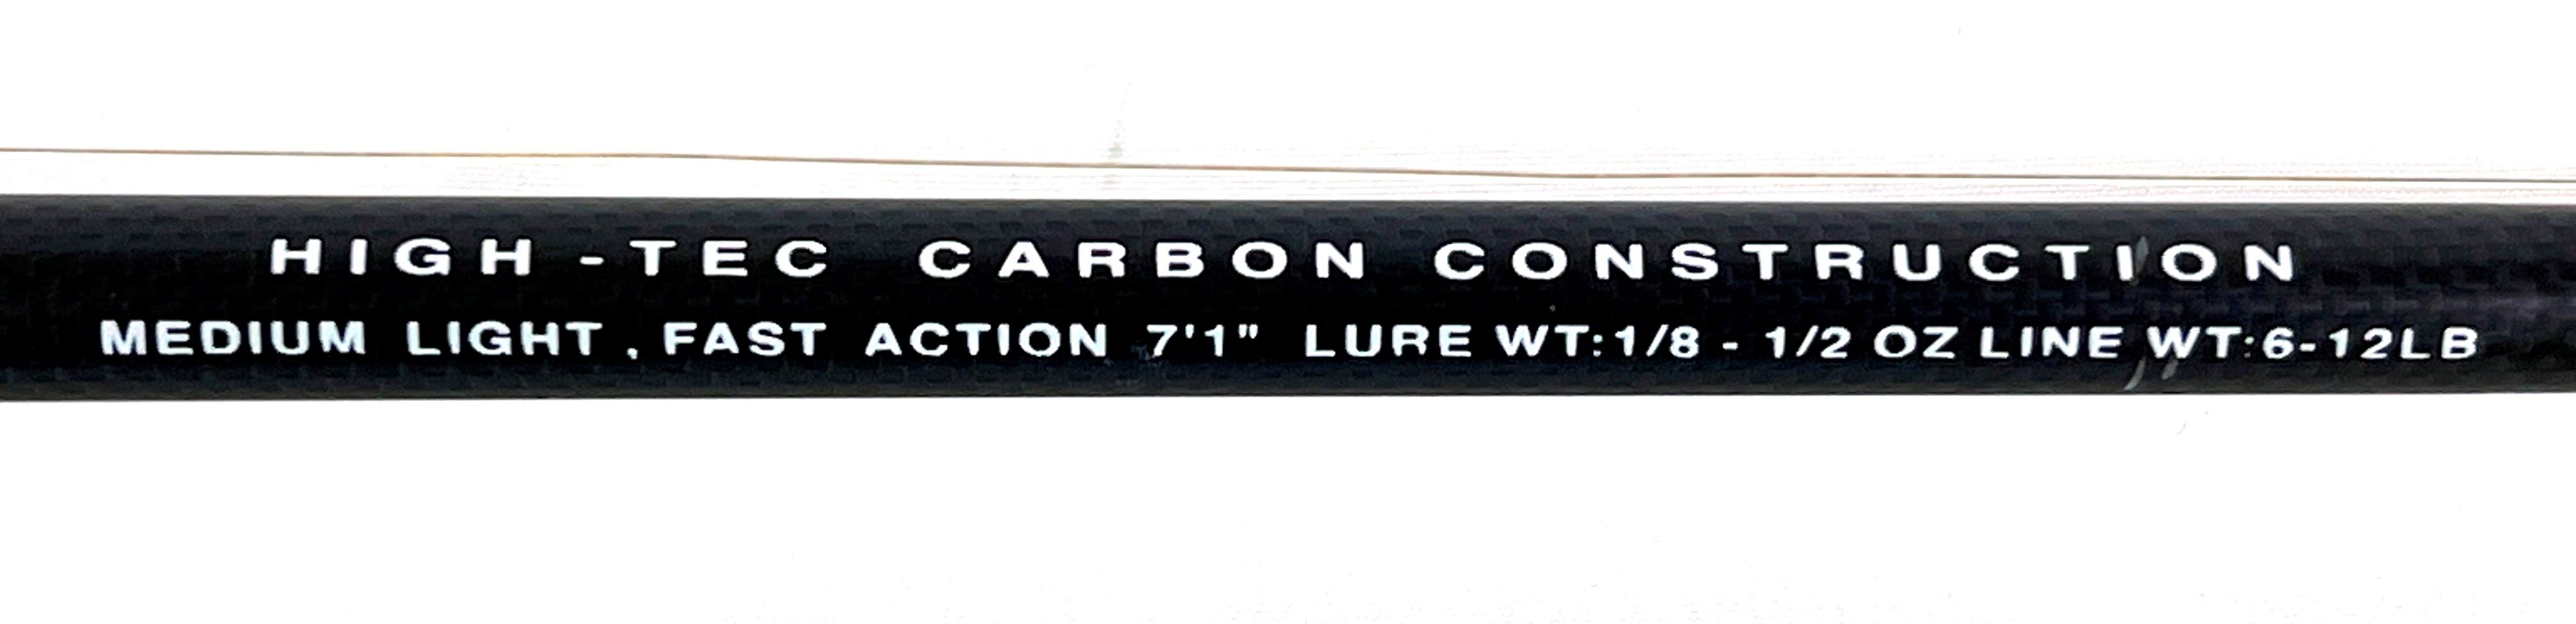 HIGH-TEC CARBON CONSTRUCTION
MEDIUM LIGHT, FAST ACTION 7'1" LURE WT:1/8 - 1/2 OZ LINE WT:6-12LB